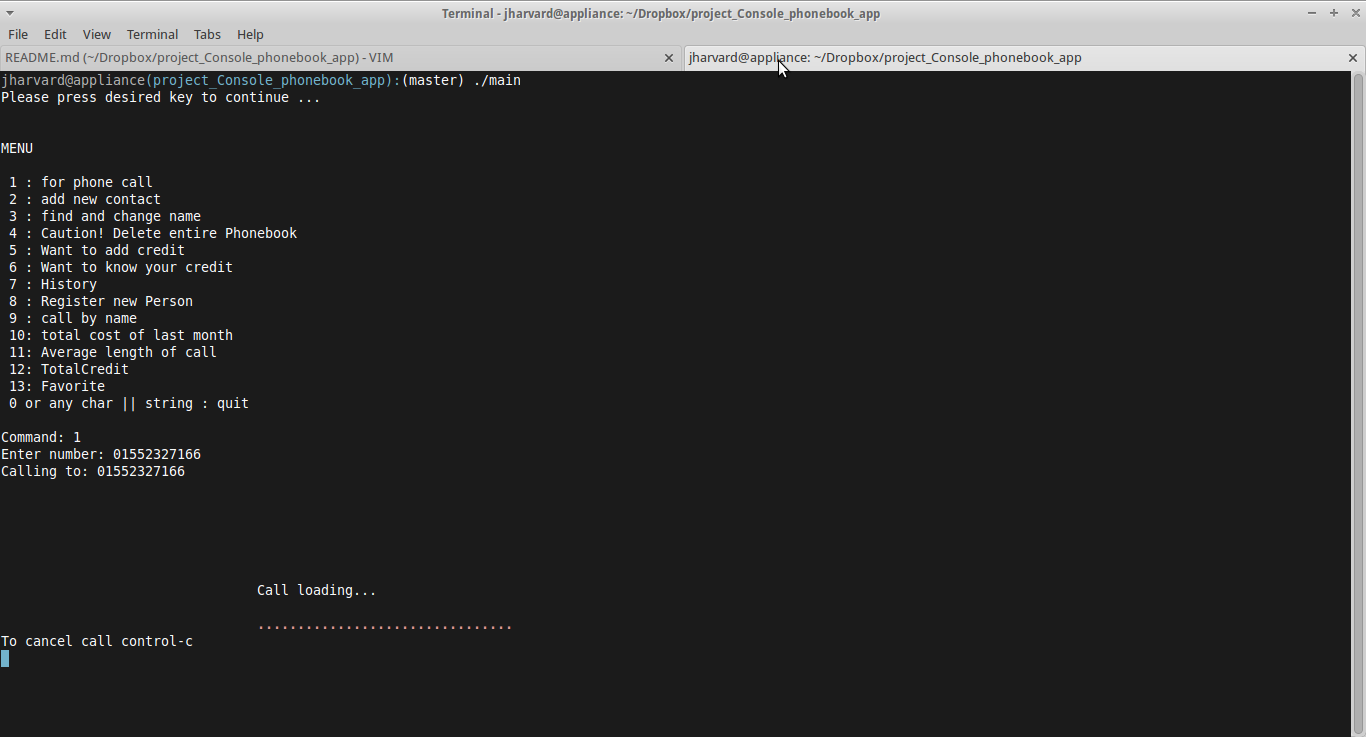 Terminal - jharvard@appliance: ~/Dropbox/project_Console_phonebook_app
File Edit View Terminal Tabs Help
README.md (~/Dropbox/project_Console_phonebook_app) - VIM
jharvard@appliance: ~/Dropbox/project_Console_phonebook_app
jharvard@appliance(project_Console_phonebook_app):(master) ./main
Please press desired key to continue ...
MENU
1 : for phone call
2 : add new contact
3 : find and change name
4 : Caution! Delete entire Phonebook
5 : Want to add credit
6 : Want to know your credit
7 : History
8 : Register new Person
9 : call by name
10: total cost of last month
11: Average length of call
12: TotalCredit
13: Favorite
0 or any char || string : quit
Command: 1
Enter number: 01552327166
Calling to: 01552327166
Call loading...
................................
To cancel call control-c